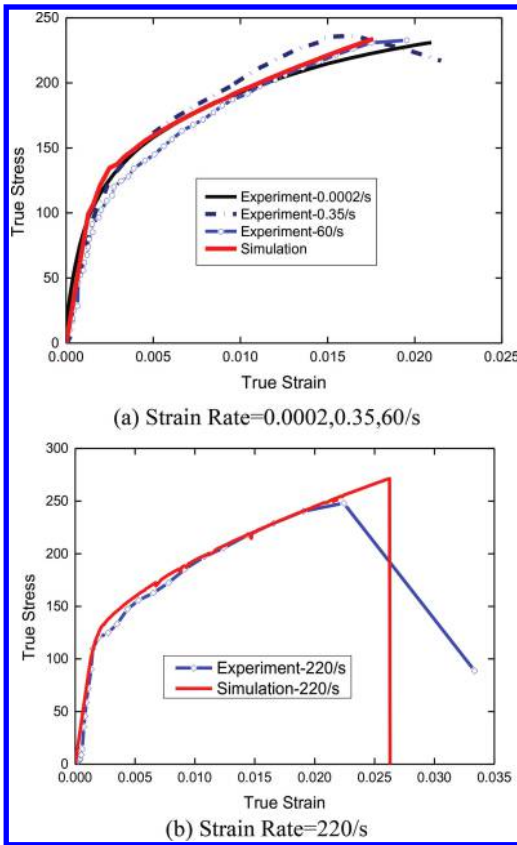 250
200
150
100
50
0
True Stress
Experiment-0.0002/s
Experiment-0.35/s
Experiment-60/s
Simulation
0.000 0.005 0.010 0.015 0.020 0.025
True Strain
(a) Strain Rate=0.0002,0.35,60/s
300
250
200
150
100
50
0
True Stress
Experiment-220/s
Simulation-220/s
0.000 0.005 0.010 0.015 0.020 0.025 0.030 0.035
True Strain
(b) Strain Rate=220/s